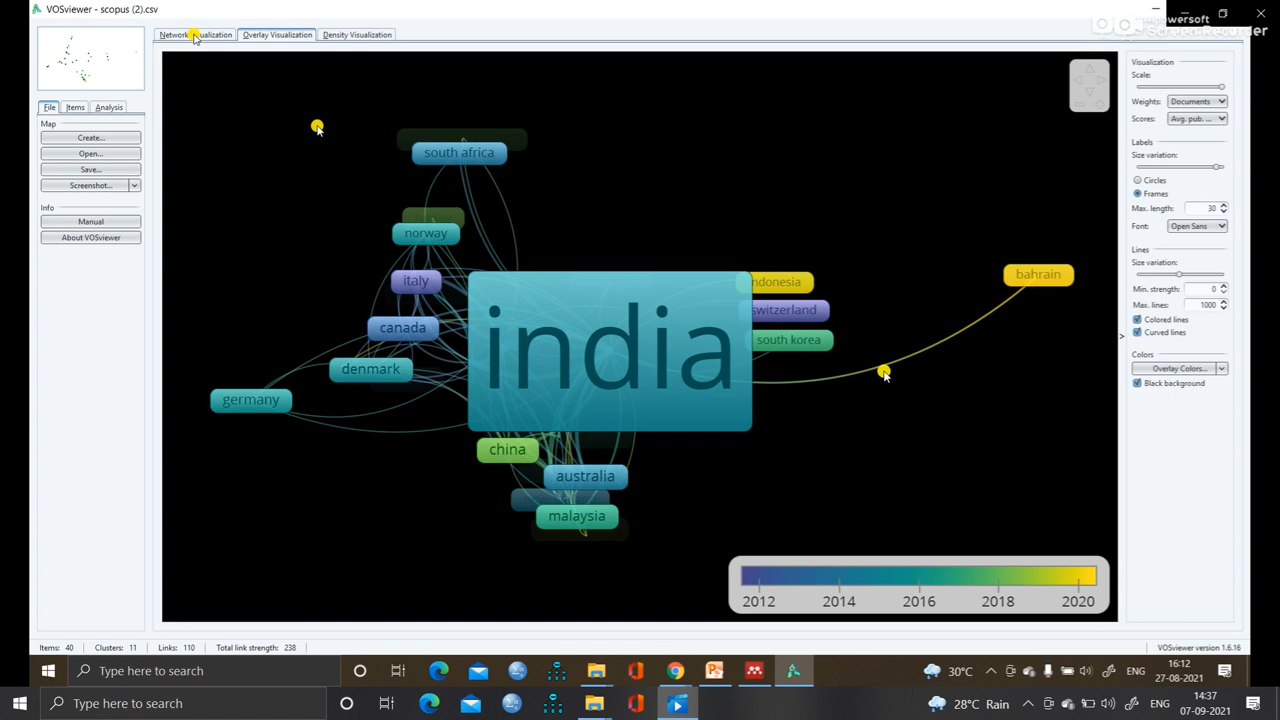 VOSviewer - scopus (2).csv
Screen Recorder
Overlay Visualization
Density Visualization
File
Items
Analysis
Map
Create...
Open...
Save...
Screenshot...
Info
Manual
About VOSviewer
south africa
norway
italy
canada
denmark
germany
india
switzerland
south korea
bahrain
china
australia
malaysia
2012
2014
2016
2018
2020
Visualization
Scale:
Weights:
Documents
Scores:
Avg. pub. ...
Labels
Size variation:
Circles
Frames
Max. length:
30
Font:
Open Sans
Lines
Size variation:
Min. strength:
0
Max. lines:
1000
Colored lines
Curved lines
Colors
Overlay Colors...
Black background
Items: 40
Clusters: 11
Links: 110
Total link strength: 238
VOSviewer version 1.6.16
Type here to search
30°C
ENG
16:12
27-08-2021
Type here to search
28°C Rain
ENG
14:37
07-09-2021